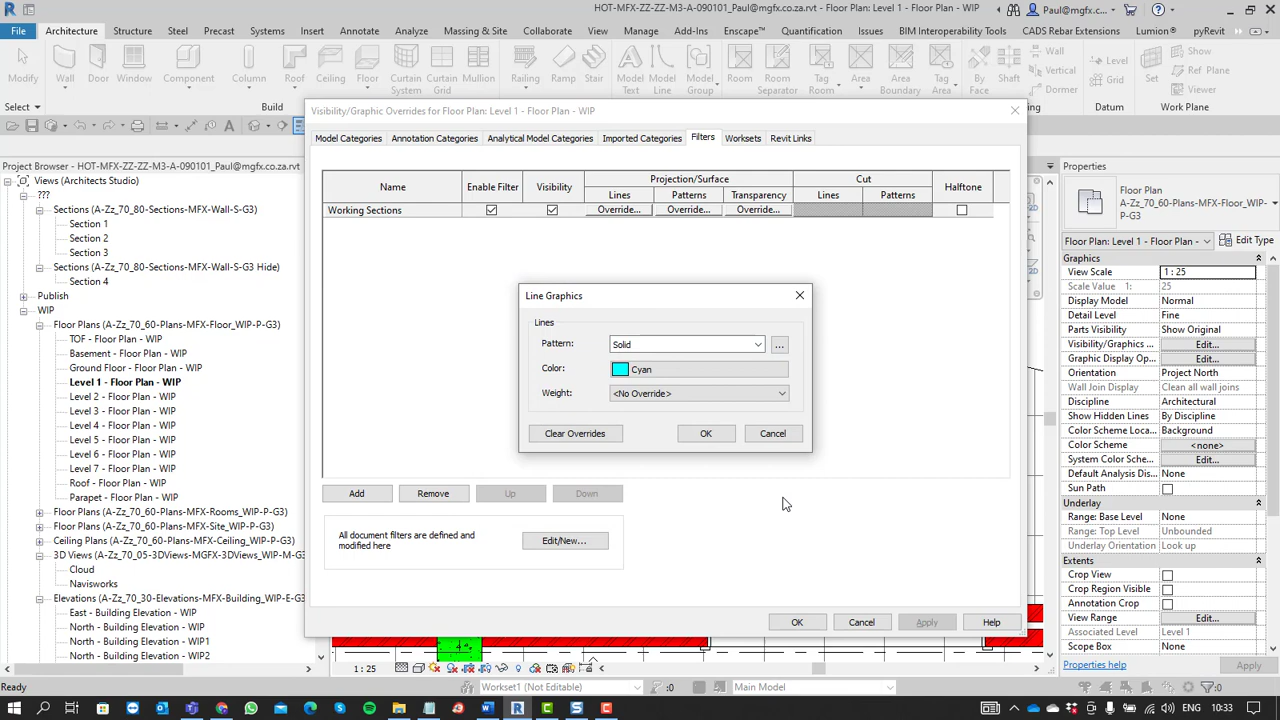 HOT-MFX-ZZ-ZZ-M3-A-090101_Paul@mgfx.co.za.rvt - Floor Plan: Level 1 - Floor Plan - WIP
Paul@mgfx.c...
File Architecture Structure Steel Precast Systems Insert Annotate Analyze Massing & Site Collaborate View Manage Add-Ins Enscape™ Quantification Issues BIM Interoperability Tools CADS Rebar Extensions Lumion® pyRevit
Modify Wall Door Window Component Column Roof Ceiling Floor Curtain System Curtain Grid Mullion Railing Ramp Stair Model Text Model Line Model Group Room Room Separator Tag Room Area Area Boundary Tag Area By Face Shaft Wall Vertical Dormer Level Grid Set Show Ref Plane Viewer
Select Build Datum Work Plane
Project Browser - HOT-MFX-ZZ-ZZ-M3-A-090101_Paul@mgfx.co.za.rvt
Views (Architects Studio)
???
Sections (A-Zz_70_80-Sections-MFX-Wall-S-G3)
Section 1
Section 2
Section 3
Sections (A-Zz_70_80-Sections-MFX-Wall-S-G3 Hide)
Section 4
Publish
WIP
Floor Plans (A-Zz_70_60-Plans-MFX-Floor_WIP-P-G3)
TOF - Floor Plan - WIP
Basement - Floor Plan - WIP
Ground Floor - Floor Plan - WIP
Level 1 - Floor Plan - WIP
Level 2 - Floor Plan - WIP
Level 3 - Floor Plan - WIP
Level 4 - Floor Plan - WIP
Level 5 - Floor Plan - WIP
Level 6 - Floor Plan - WIP
Level 7 - Floor Plan - WIP
Roof - Floor Plan - WIP
Parapet - Floor Plan - WIP
Floor Plans (A-Zz_70_60-Plans-MFX-Rooms_WIP-P-G3)
Floor Plans (A-Zz_70_60-Plans-MFX-Site_WIP-P-G3)
Ceiling Plans (A-Zz_70_60-Plans-MFX-Ceiling_WIP-P-G3)
3D Views (A-Zz_70_05-3DViews-MGFX-3DViews_WIP-M-G
Cloud
Navisworks
Elevations (A-Zz_70_30-Elevations-MFX-Building_WIP-E-G3
East - Building Elevation - WIP
North - Building Elevation - WIP
North - Building Elevation - WIP1
North - Building Elevation - WIP2
Visibility/Graphic Overrides for Floor Plan: Level 1 - Floor Plan - WIP
Model Categories Annotation Categories Analytical Model Categories Imported Categories Filters Worksets Revit Links
Name Enable Filter Visibility Projection/Surface Cut Halftone
Lines Patterns Transparency Lines Patterns
Working Sections Override... Override... Override...
Line Graphics
Lines
Pattern: Solid ...
Color: Cyan
Weight: <No Override>
Clear Overrides OK Cancel
Add Remove Up Down
All document filters are defined and
modified here
Edit/New...
OK Cancel Apply Help
Properties
Floor Plan
A-Zz_70_60-Plans-MFX-Floor_WIP-
P-G3
Floor Plan: Level 1 - Floor Plan - Edit Type
Graphics
View Scale 1 : 25
Scale Value 1: 25
Display Model Normal
Detail Level Fine
Parts Visibility Show Original
Visibility/Graphics ... Edit...
Graphic Display Op... Edit...
Orientation Project North
Wall Join Display Clean all wall joins
Discipline Architectural
Show Hidden Lines By Discipline
Color Scheme Loca... Background
Color Scheme <none>
System Color Sche... Edit...
Default Analysis Dis... None
Sun Path
Underlay
Range: Base Level None
Range: Top Level Unbounded
Underlay Orientation Look up
Extents
Crop View
Crop Region Visible
Annotation Crop
View Range Edit...
Associated Level Level 1
Scope Box None
Properties help Apply
1 : 25
Ready Workset1 (Not Editable) :0 Main Model :0
ENG 10:33